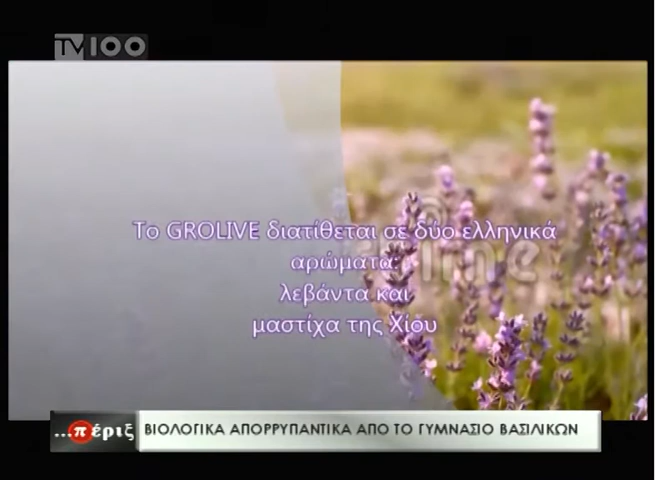 TV100
Το GROLIVE διατίθεται σε δύο ελληνικά
αρώματα:
λεβάντα και
μαστίχα της Χίου
...πέριξ
ΒΙΟΛΟΓΙΚΑ ΑΠΟΡΡΥΠΑΝΤΙΚΑ ΑΠΟ ΤΟ ΓΥΜΝΑΣΙΟ ΒΑΣΙΛΙΚΩΝ